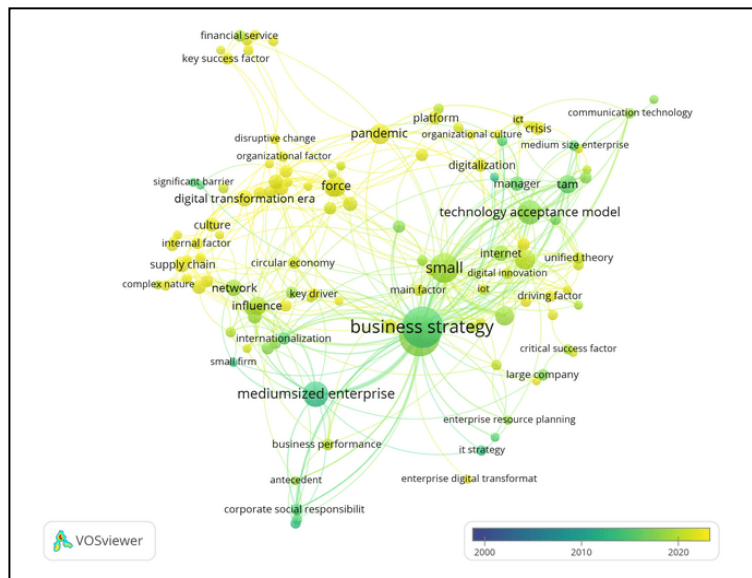 financial service
key success factor
communication technology
platform
ict
pandemic
organizational culture
crisis
disruptive change
medium size enterprise
organizational factor
digitalization
significant barrier
force
manager
tam
digital transformation era
technology acceptance model
culture
internal factor
internet
unified theory
supply chain
circular economy
small
digital innovation
complex nature
network
key driver
main factor
iot
driving factor
influence
business strategy
internationalization
critical success factor
small firm
large company
mediumsized enterprise
enterprise resource planning
business performance
it strategy
antecedent
enterprise digital transformat
corporate social responsibilit
VOSviewer
2000 2010 2020